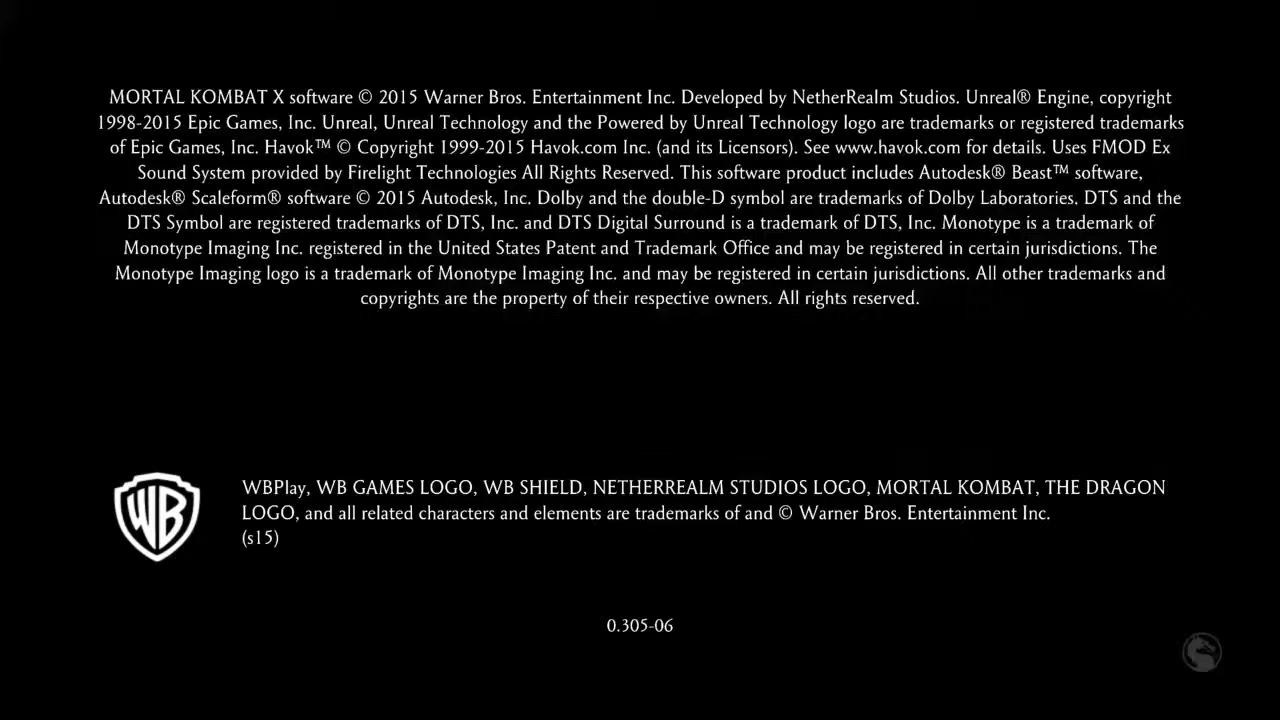 MORTAL KOMBAT X software © 2015 Warner Bros. Entertainment Inc. Developed by NetherRealm Studios. Unreal® Engine, copyright
1998-2015 Epic Games, Inc. Unreal, Unreal Technology and the Powered by Unreal Technology logo are trademarks or registered trademarks
of Epic Games, Inc. Havok™ © Copyright 1999-2015 Havok.com Inc. (and its Licensors). See www.havok.com for details. Uses FMOD Ex
Sound System provided by Firelight Technologies All Rights Reserved. This software product includes Autodesk® Beast™ software,
Autodesk® Scaleform® software © 2015 Autodesk, Inc. Dolby and the double-D symbol are trademarks of Dolby Laboratories. DTS and the
DTS Symbol are registered trademarks of DTS, Inc. and DTS Digital Surround is a trademark of DTS, Inc. Monotype is a trademark of
Monotype Imaging Inc. registered in the United States Patent and Trademark Office and may be registered in certain jurisdictions. The
Monotype Imaging logo is a trademark of Monotype Imaging Inc. and may be registered in certain jurisdictions. All other trademarks and
copyrights are the property of their respective owners. All rights reserved.
WB
WBPlay, WB GAMES LOGO, WB SHIELD, NETHERREALM STUDIOS LOGO, MORTAL KOMBAT, THE DRAGON
LOGO, and all related characters and elements are trademarks of and © Warner Bros. Entertainment Inc.
(s15)
0.305-06